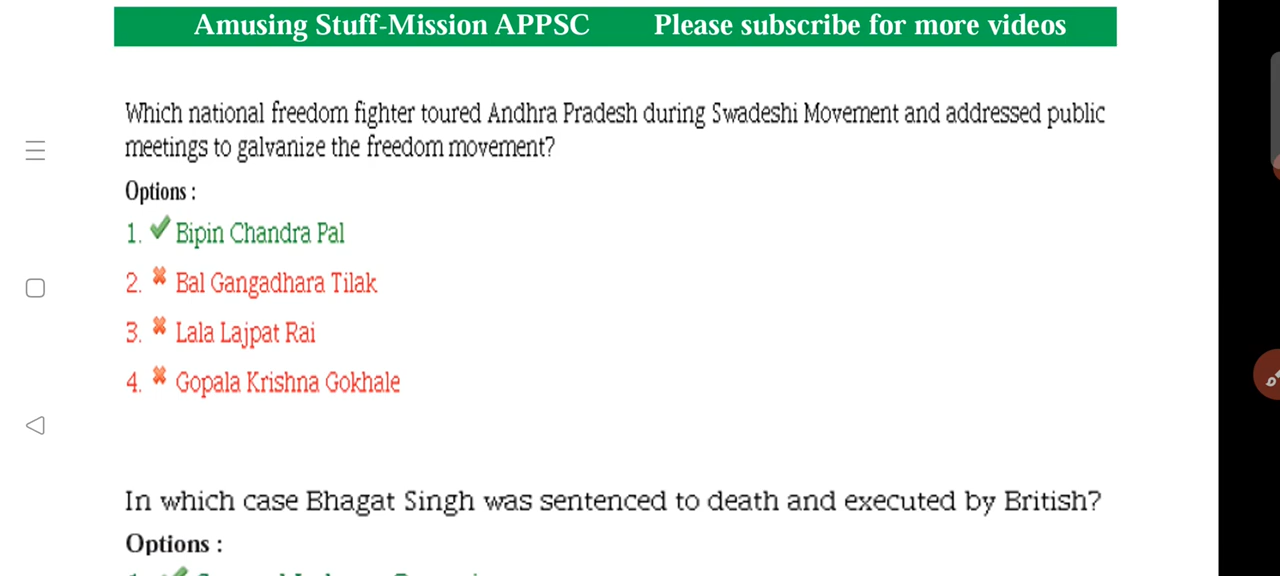 Amusing Stuff-Mission APPSC Please subscribe for more videos
Which national freedom fighter toured Andhra Pradesh during Swadeshi Movement and addressed public
meetings to galvanize the freedom movement?
Options :
1. Bipin Chandra Pal
2. Bal Gangadhara Tilak
3. Lala Lajpat Rai
4. Gopala Krishna Gokhale
In which case Bhagat Singh was sentenced to death and executed by British?
Options :